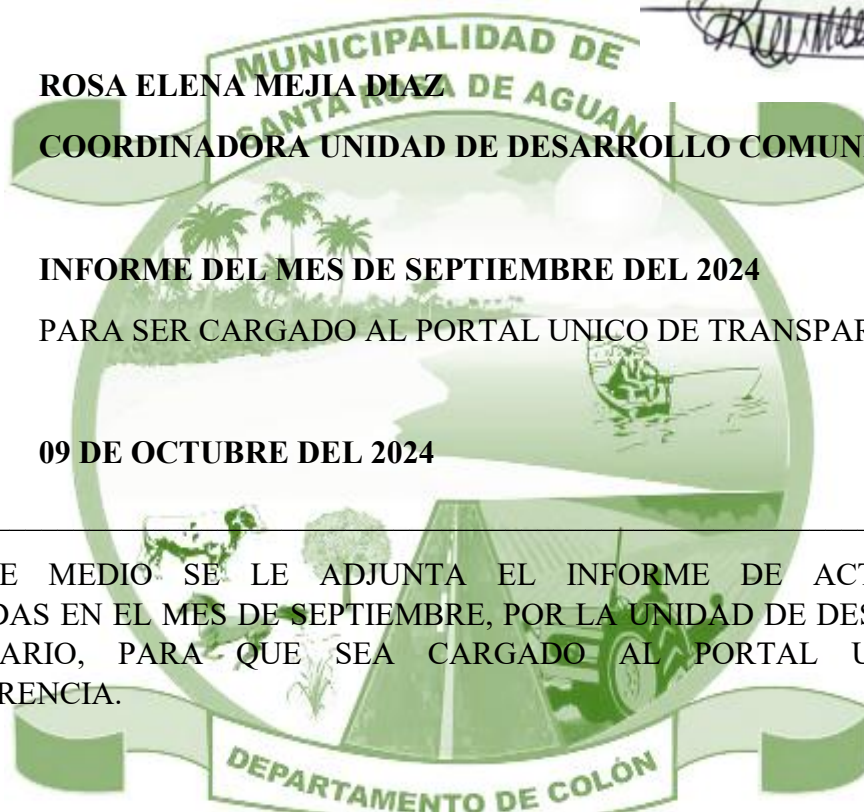 MUNICIPALIDAD DE
SANTA ROSA DE AGUAN
ROSA ELENA MEJIA DIAZ
COORDINADORA UNIDAD DE DESARROLLO COMUN
INFORME DEL MES DE SEPTIEMBRE DEL 2024
PARA SER CARGADO AL PORTAL UNICO DE TRANSPAR
09 DE OCTUBRE DEL 2024
E MEDIO SE LE ADJUNTA EL INFORME DE ACT
DAS EN EL MES DE SEPTIEMBRE, POR LA UNIDAD DE DES
ARIO, PARA QUE SEA CARGADO AL PORTAL U
RENCIA.
DEPARTAMENTO DE COLÓN